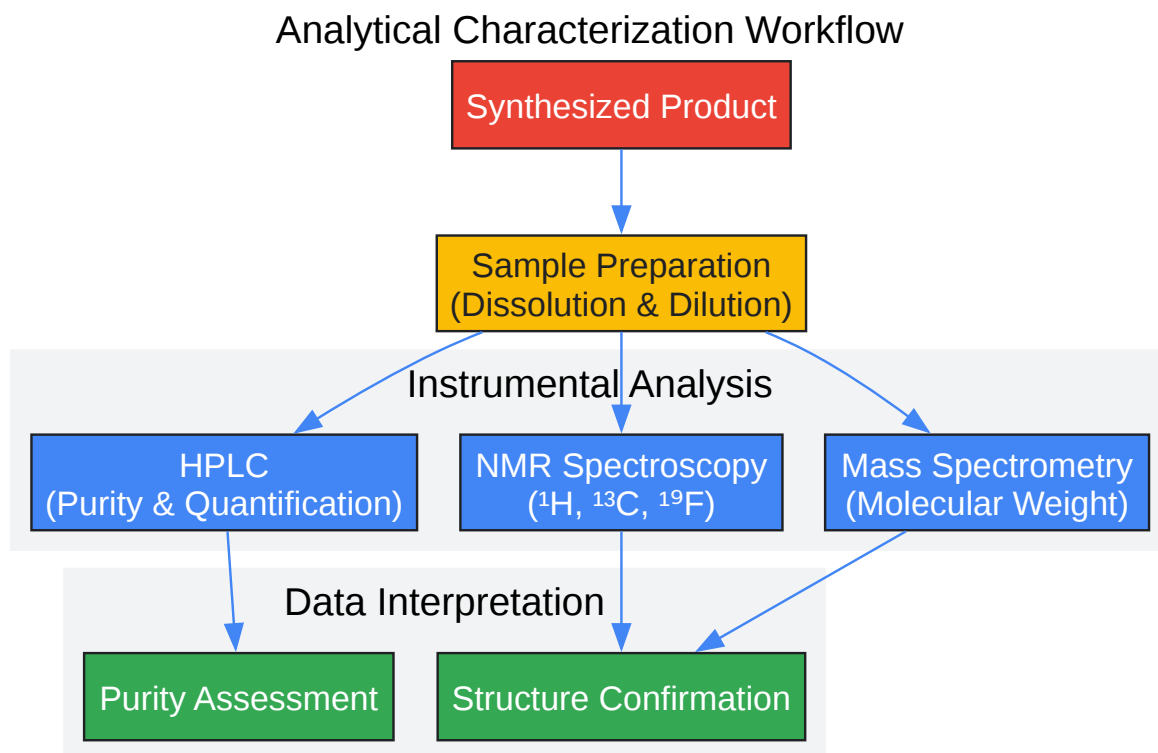 Analytical Characterization Workflow
Synthesized Product
Sample Preparation
(Dissolution & Dilution)
Instrumental Analysis
HPLC
(Purity & Quantification)
NMR Spectroscopy
(¹H, ¹³C, ¹⁹F)
Mass Spectrometry
(Molecular Weight)
Data Interpretation
Purity Assessment
Structure Confirmation